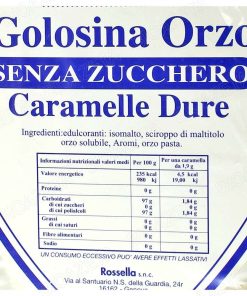 Golosina Orzo
SENZA ZUCCHERO
Caramelle Dure
Ingredienti:edulcoranti: isomalto, sciroppo di maltitolo
orzo solubile, Aromi, orzo pasta.
Informazioni nutrizionali valori medi Per 100 g Per una caramella da 1,9 g
Valore energetico 235 kcal 4,5 kcal
980 kj 19,00 kj
Proteine 0 g 0 g
Carboidrati 97 g 1,84 g
di cui zuccheri 0 g 0 g
di cui polialcoli 97 g 1,84 g
Grassi 0 g 0 g
di cui saturi 0 g 0 g
Fibre alimentari 0 g 0 g
Sodio 0 g 0 g
UN CONSUMO ECCESSIVO PUO' AVERE EFFETTI LASSATIVI
Rossella s.n.c.
Via al Santuario N.S. della Guardia, 24r
16162 - Genova